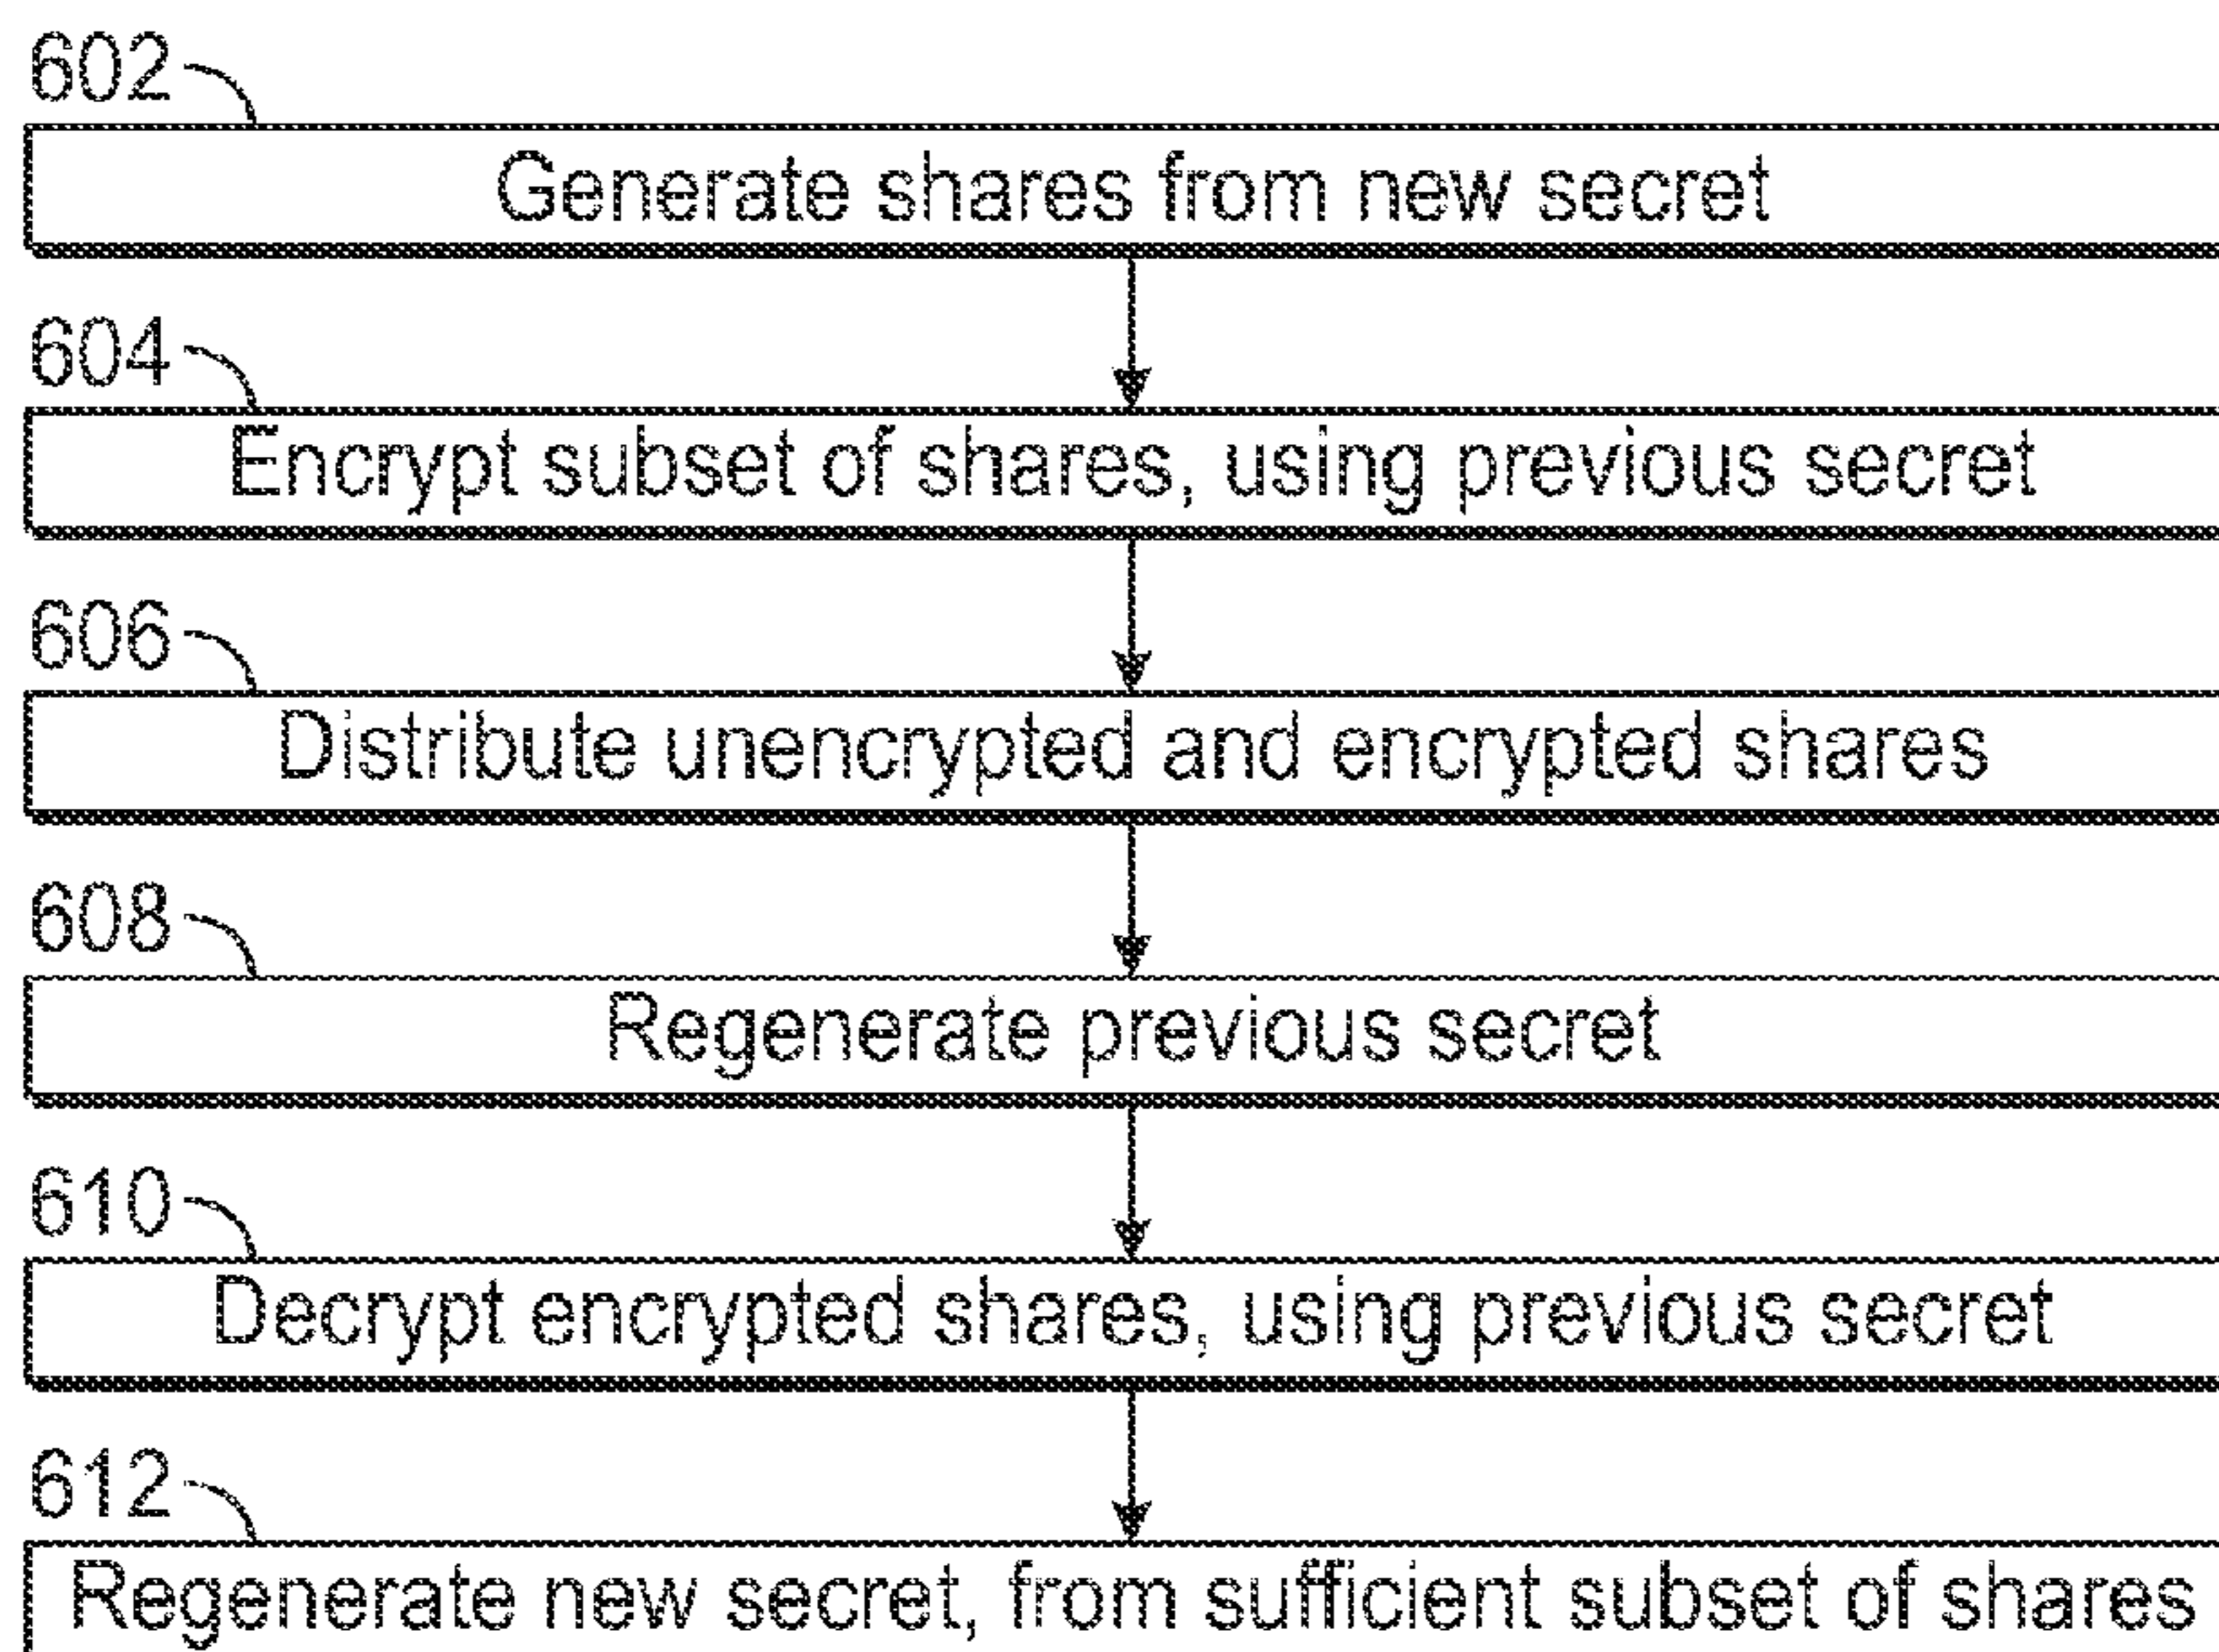 602
Generate shares from new secret
604
Encrypt subset of shares, using previous secret
606
Distribute unencrypted and encrypted shares
608
Regenerate previous secret
610
Decrypt encrypted shares, using previous secret
612
Regenerate new secret, from sufficient subset of shares